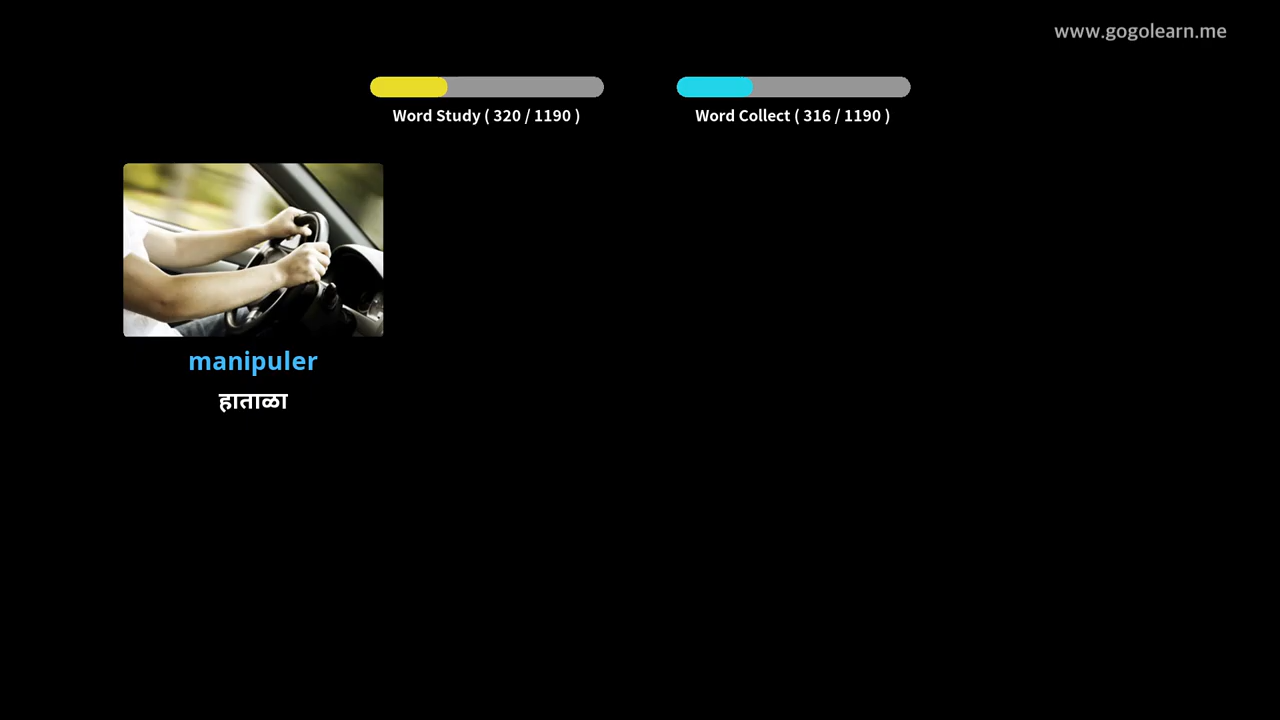 www.gogolearn.me
Word Study ( 320 / 1190 )
Word Collect ( 316 / 1190 )
manipuler
हाताळा